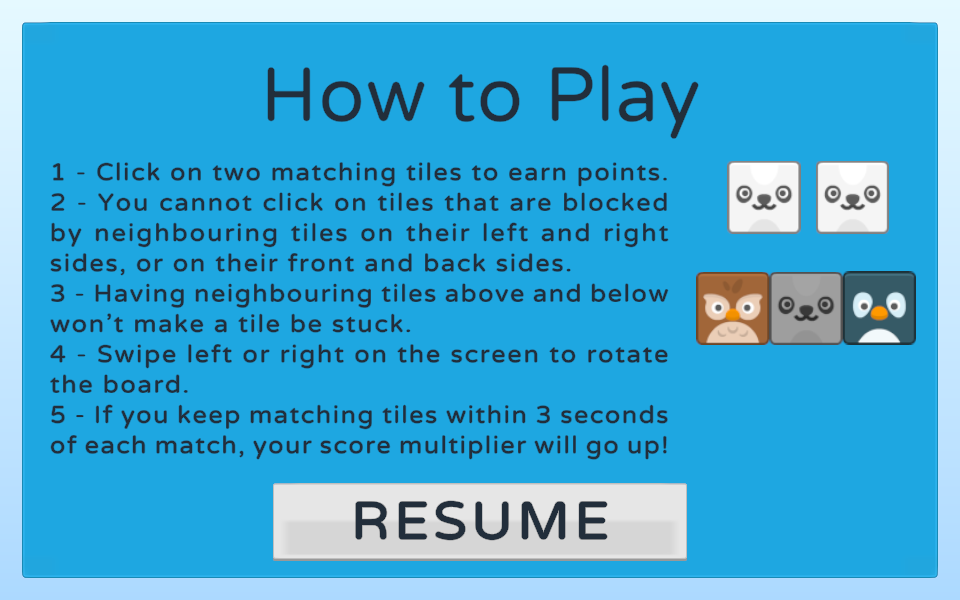 How to Play
1 - Click on two matching tiles to earn points.
2 - You cannot click on tiles that are blocked
by neighbouring tiles on their left and right
sides, or on their front and back sides.
3 - Having neighbouring tiles above and below
won't make a tile be stuck.
4 - Swipe left or right on the screen to rotate
the board.
5 - If you keep matching tiles within 3 seconds
of each match, your score multiplier will go up!
RESUME